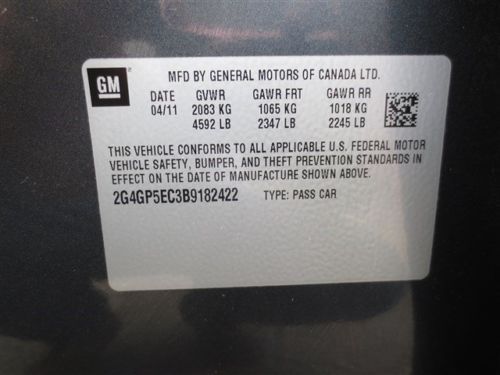 GM
MFD BY GENERAL MOTORS OF CANADA LTD.
DATE GVWR GAWR FRT GAWR RR
04/11 2083 KG 1065 KG 1018 KG
4592 LB 2347 LB 2245 LB
THIS VEHICLE CONFORMS TO ALL APPLICABLE U.S. FEDERAL MOTOR
VEHICLE SAFETY, BUMPER, AND THEFT PREVENTION STANDARDS IN
EFFECT ON THE DATE OF MANUFACTURE SHOWN ABOVE.
2G4GP5EC3B9182422 TYPE: PASS CAR